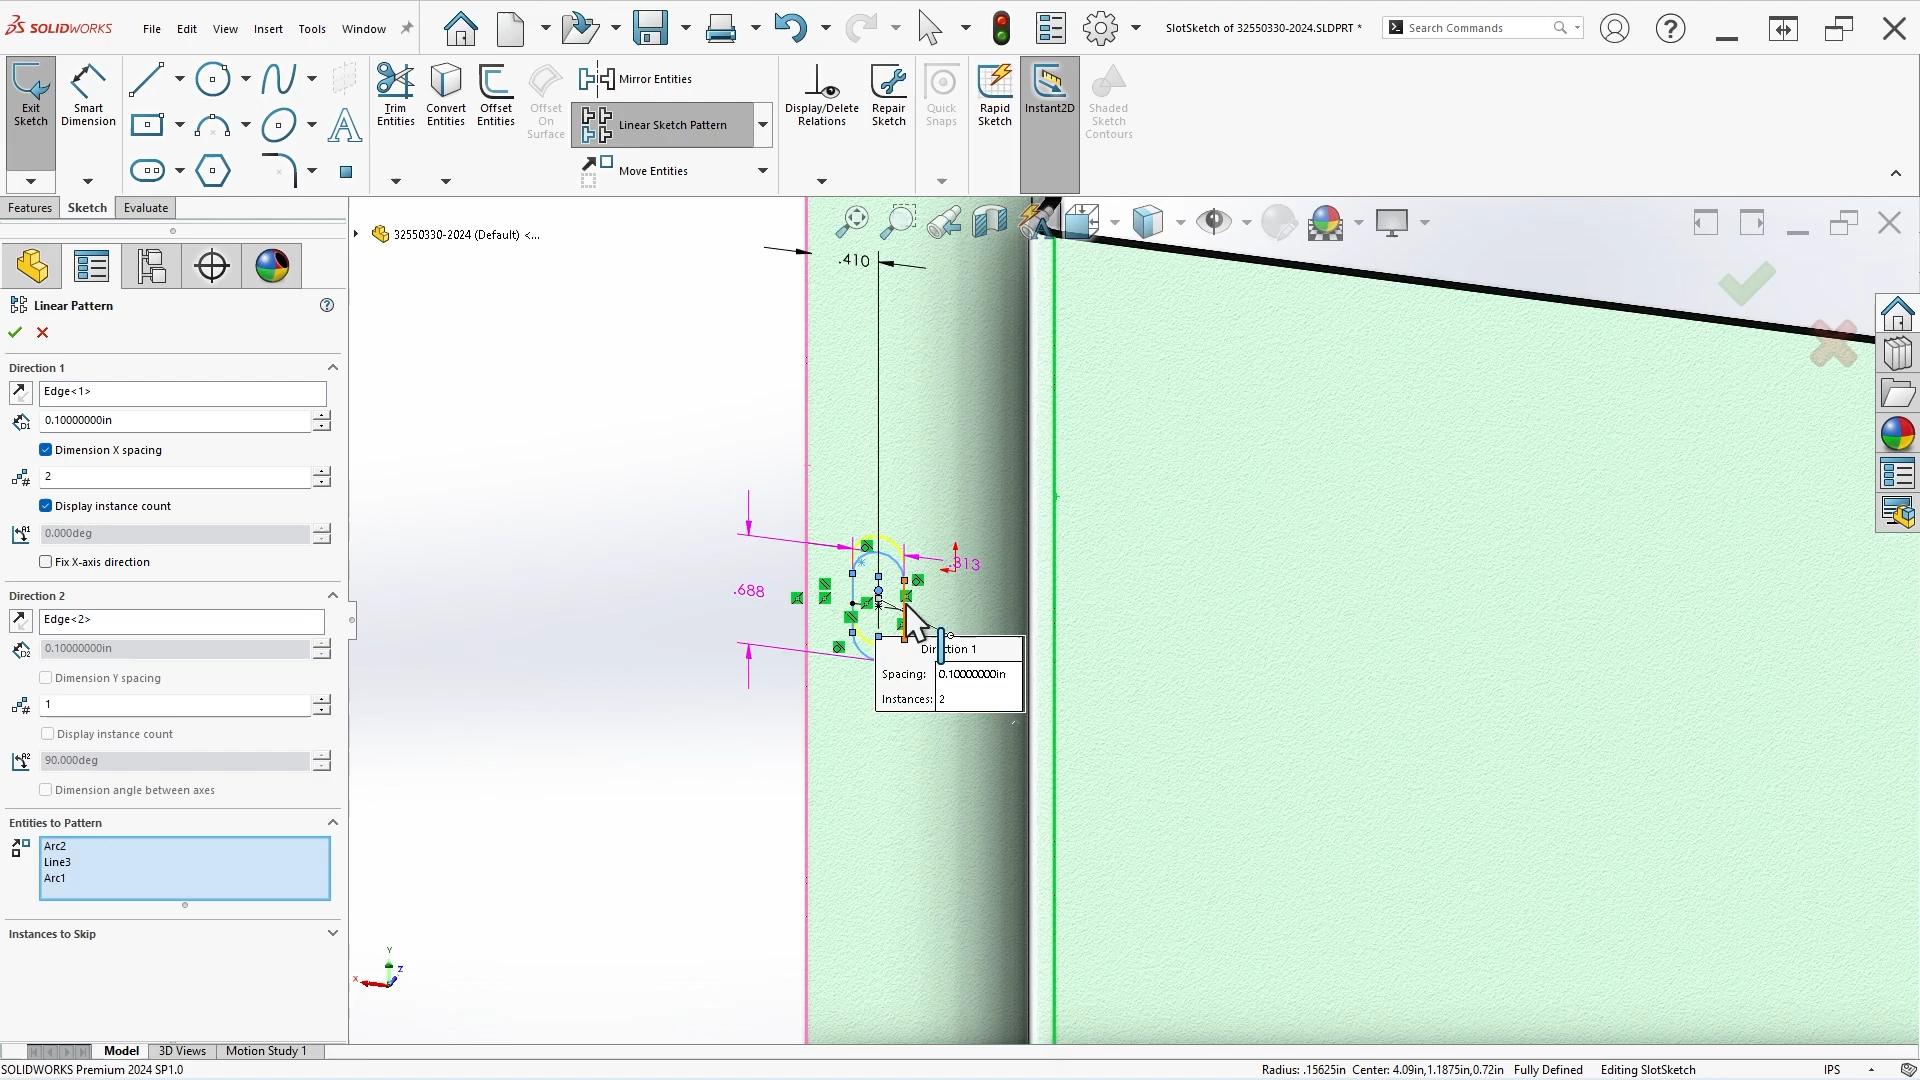 SOLIDWORKS
File Edit View Insert Tools Window
SlotSketch of 32550330-2024.SLDPRT *
Search Commands
Exit Sketch
Smart Dimension
Trim Entities
Convert Entities
Offset Entities
Offset On Surface
Mirror Entities
Linear Sketch Pattern
Move Entities
Display/Delete Relations
Repair Sketch
Quick Snaps
Rapid Sketch
Instant2D
Shaded Sketch Contours
Features Sketch Evaluate
32550330-2024 (Default) <...
Linear Pattern
Direction 1
Edge<1>
0.10000000in
Dimension X spacing
2
Display instance count
0.000deg
Fix X-axis direction
Direction 2
Edge<2>
0.10000000in
Dimension Y spacing
1
Display instance count
90.000deg
Dimension angle between axes
Entities to Pattern
Arc2
Line3
Arc1
Instances to Skip
.410
.313
.688
Direction 1
Spacing: 0.10000000in
Instances: 2
Y
Z
X
Model 3D Views Motion Study 1
SOLIDWORKS Premium 2024 SP1.0
Radius: .15625in Center: 4.09in,1.1875in,0.72in Fully Defined Editing SlotSketch IPS